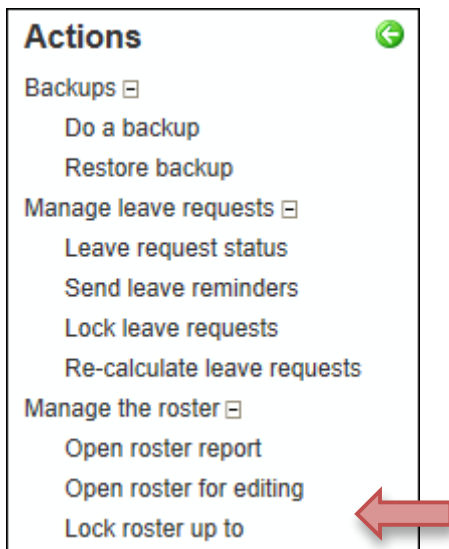 Actions
Backups
Do a backup
Restore backup
Manage leave requests
Leave request status
Send leave reminders
Lock leave requests
Re-calculate leave requests
Manage the roster
Open roster report
Open roster for editing
Lock roster up to